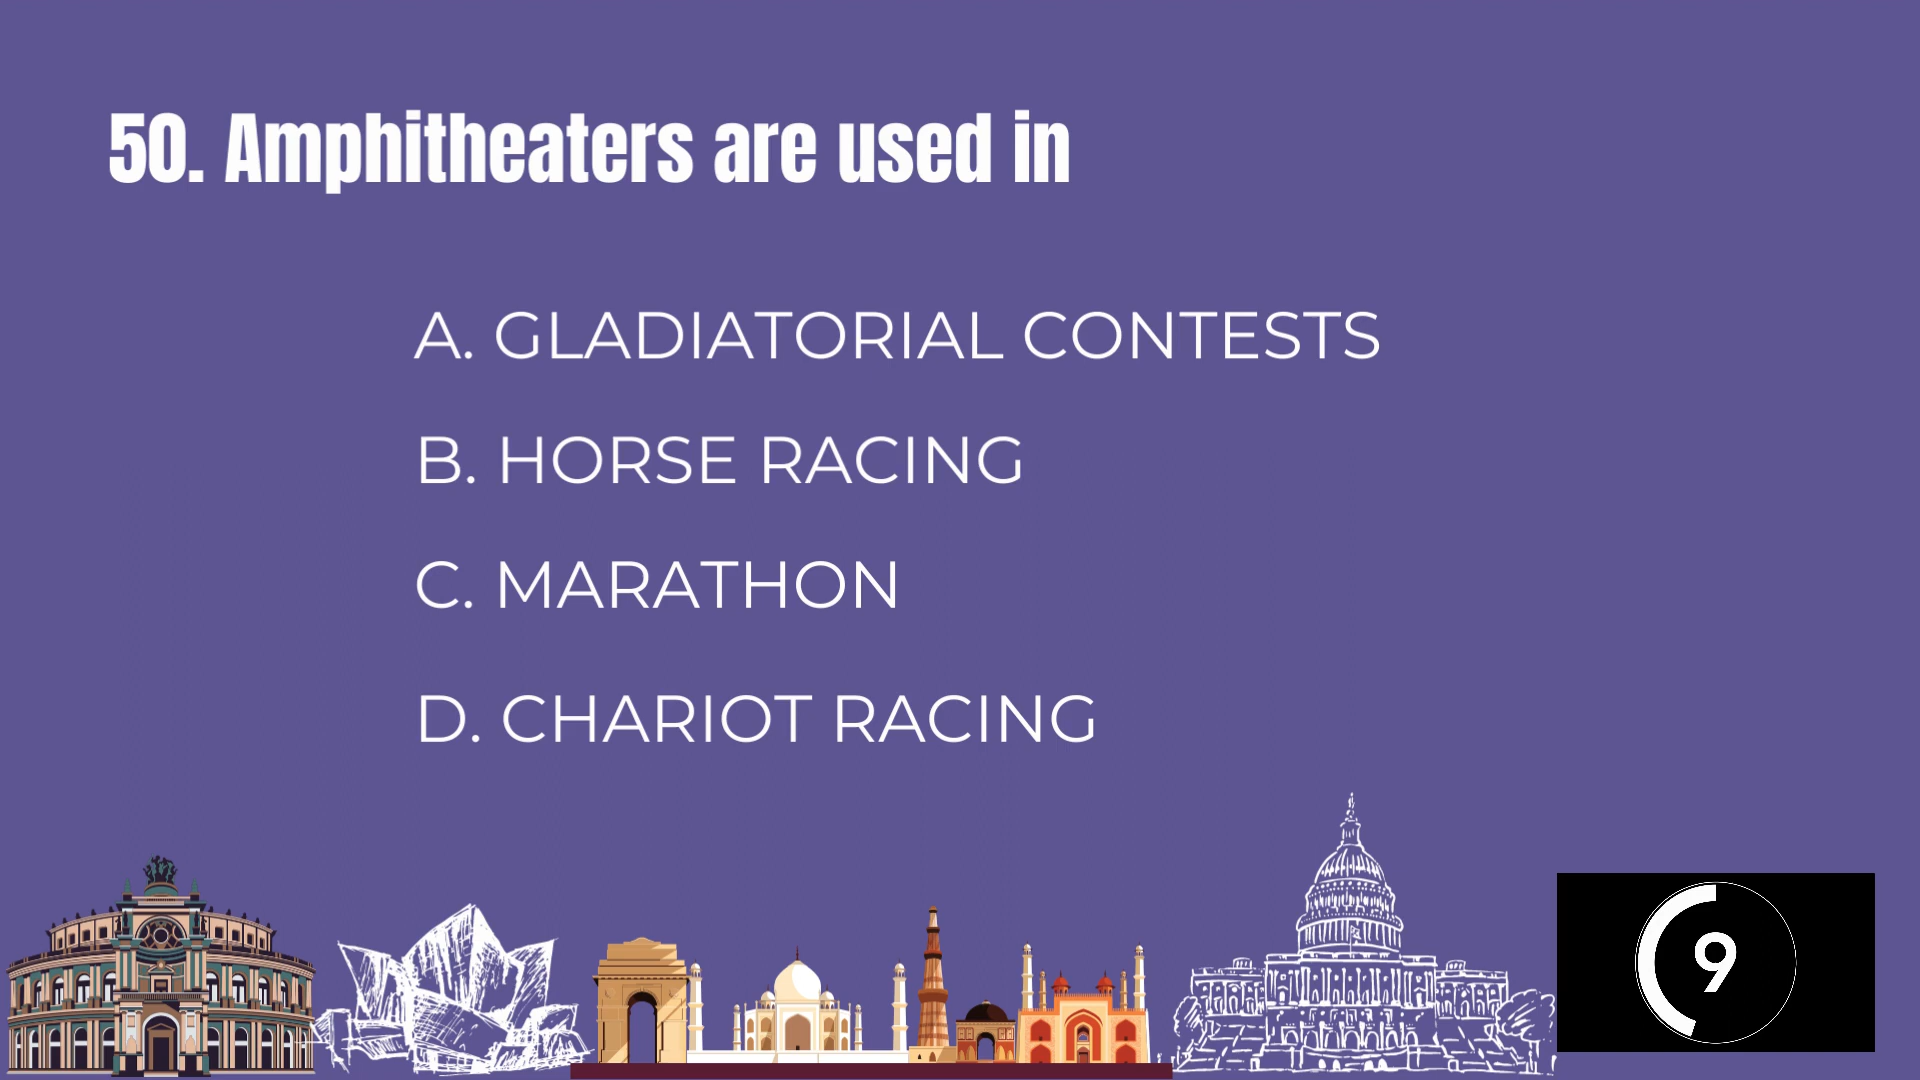 50. Amphitheaters are used in
A. GLADIATORIAL CONTESTS
B. HORSE RACING
C. MARATHON
D. CHARIOT RACING
9